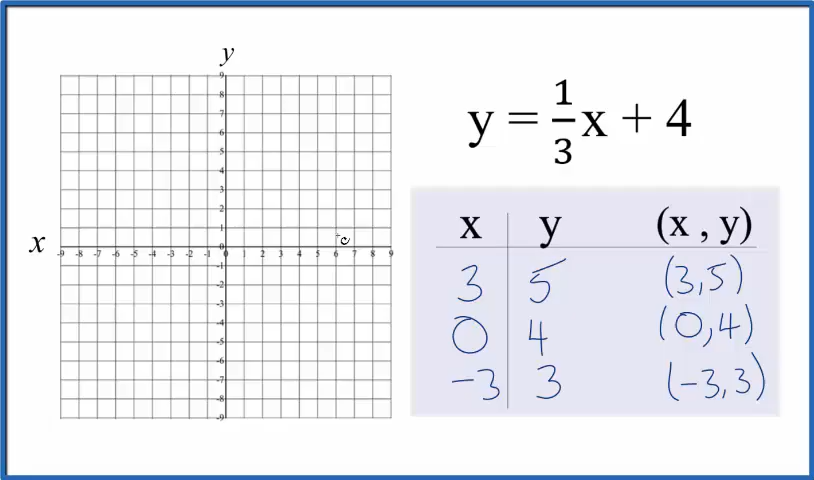 y
9
8
7
6
5
4
3
2
1
x
-9 -8 -7 -6 -5 -4 -3 -2 -1 0 1 2 3 4 5 6 7 8 9
0
-1
-2
-3
-4
-5
-6
-7
-8
-9
y = 1/3 x + 4
x y (x , y)
3 5 (3,5)
0 4 (0,4)
-3 3 (-3,3)